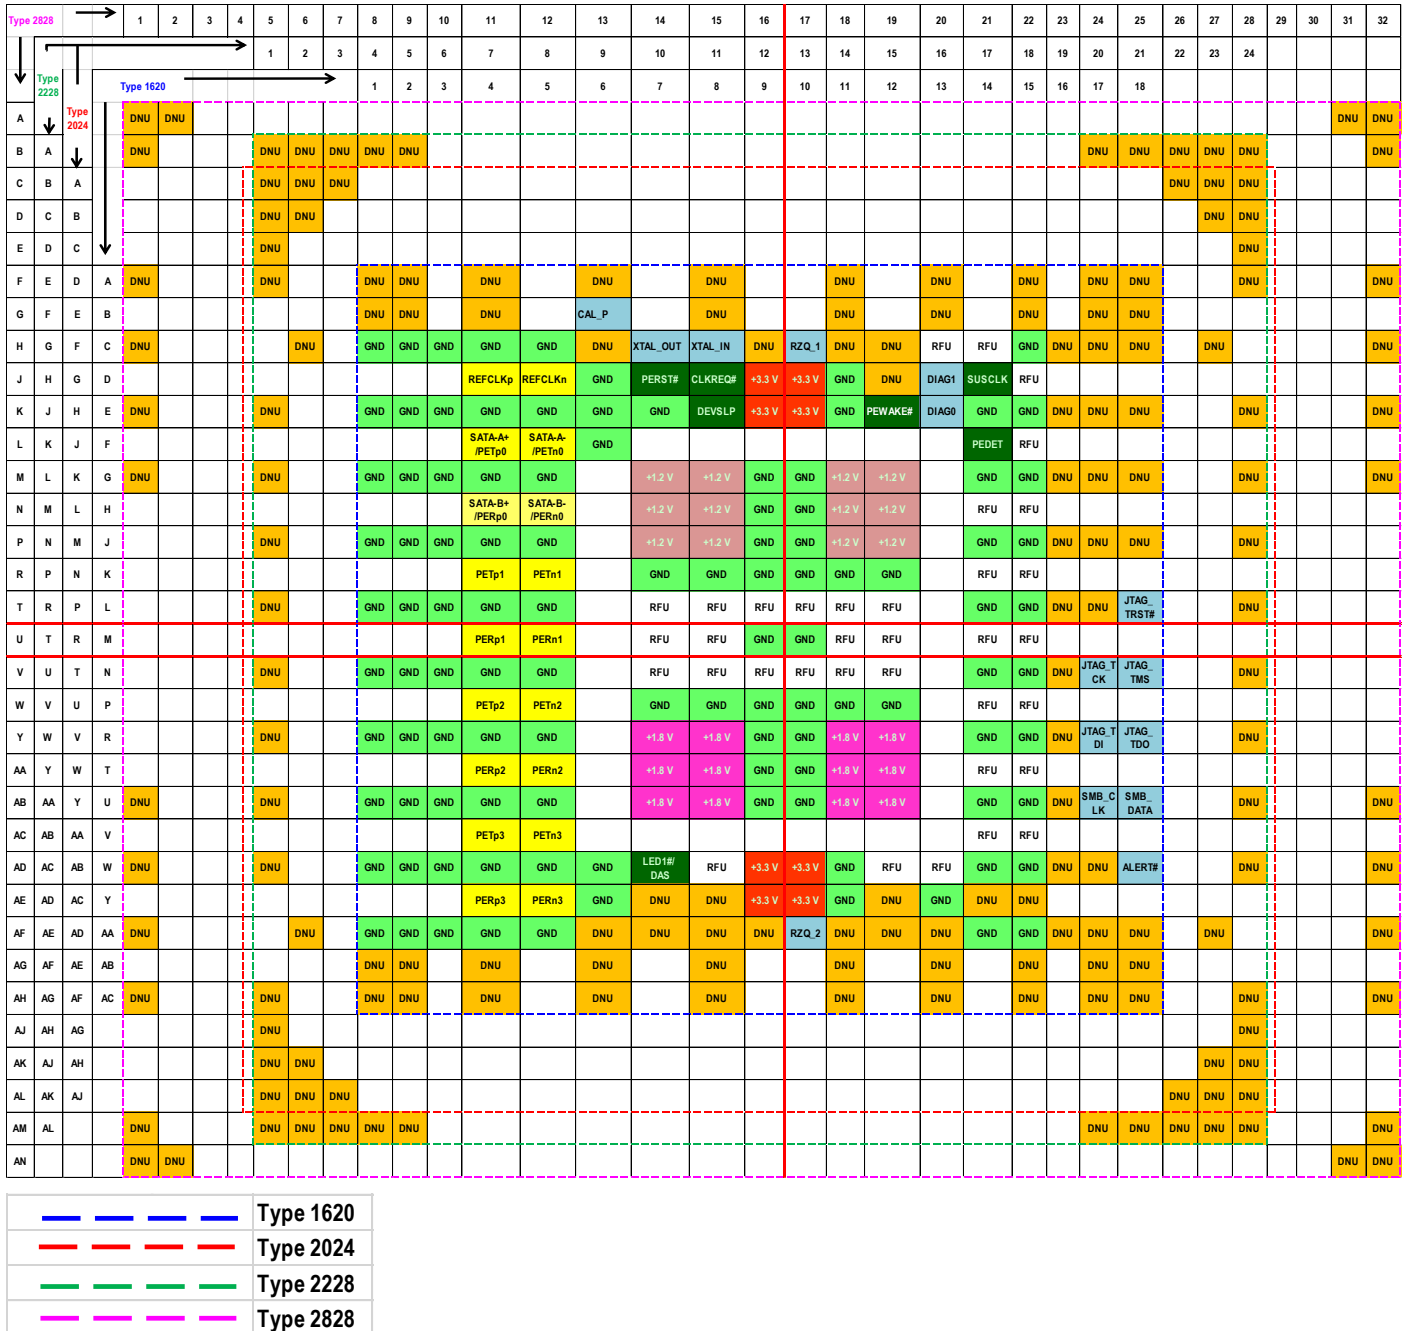 Type 2828 1 2 3 4 5 6 7 8 9 10 11 12 13 14 15 16 17 18 19 20 21 22 23 24 25 26 27 28 29 30 31 32
1 2 3 4 5 6 7 8 9 10 11 12 13 14 15 16 17 18 19 20 21 22 23 24
Type 2228 Type 1620 1 2 3 4 5 6 7 8 9 10 11 12 13 14 15 16 17 18
A Type 2024 DNU DNU DNU DNU
B A DNU DNU DNU DNU DNU DNU DNU DNU DNU DNU DNU DNU
C B A DNU DNU DNU DNU DNU DNU
D C B DNU DNU DNU DNU
E D C DNU DNU
F E D A DNU DNU DNU DNU DNU DNU DNU DNU DNU DNU DNU DNU DNU DNU
G F E B DNU DNU DNU CAL_P DNU DNU DNU DNU DNU DNU
H G F C DNU DNU GND GND GND GND GND DNU XTAL_OUT XTAL_IN DNU RZQ_1 DNU DNU RFU RFU GND DNU DNU DNU DNU DNU
J H G D REFCLKp REFCLKn GND PERST# CLKREQ# +3.3 V +3.3 V GND DNU DIAG1 SUSCLK RFU
K J H E DNU DNU GND GND GND GND GND GND GND DEVSLP +3.3 V +3.3 V GND PEWAKE# DIAG0 GND GND DNU DNU DNU DNU DNU
L K J F SATA-A+ /PETp0 SATA-A- /PETn0 GND PEDET RFU
M L K G DNU DNU GND GND GND GND GND +1.2 V +1.2 V GND GND +1.2 V +1.2 V GND GND DNU DNU DNU DNU DNU
N M L H SATA-B+ /PERp0 SATA-B- /PERn0 +1.2 V +1.2 V GND GND +1.2 V +1.2 V RFU RFU
P N M J DNU GND GND GND GND GND +1.2 V +1.2 V GND GND +1.2 V +1.2 V GND GND DNU DNU DNU DNU
R P N K PETp1 PETn1 GND GND GND GND GND GND RFU RFU
T R P L DNU GND GND GND GND GND RFU RFU RFU RFU RFU RFU GND GND DNU DNU JTAG_ TRST# DNU
U T R M PERp1 PERn1 RFU RFU GND GND RFU RFU RFU RFU
V U T N DNU GND GND GND GND GND RFU RFU RFU RFU RFU RFU GND GND DNU JTAG_T CK JTAG_ TMS DNU
W V U P PETp2 PETn2 GND GND GND GND GND GND RFU RFU
Y W V R DNU GND GND GND GND GND +1.8 V +1.8 V GND GND +1.8 V +1.8 V GND GND DNU JTAG_T DI JTAG_ TDO DNU
AA Y W T PERp2 PERn2 +1.8 V +1.8 V GND GND +1.8 V +1.8 V RFU RFU
AB AA Y U DNU DNU GND GND GND GND GND +1.8 V +1.8 V GND GND +1.8 V +1.8 V GND GND DNU SMB_C LK SMB_ DATA DNU DNU
AC AB AA V PETp3 PETn3 RFU RFU
AD AC AB W DNU DNU GND GND GND GND GND GND LED1#/ DAS RFU +3.3 V +3.3 V GND RFU RFU GND GND DNU DNU ALERT# DNU DNU
AE AD AC Y PERp3 PERn3 GND DNU DNU +3.3 V +3.3 V GND DNU GND DNU DNU
AF AE AD AA DNU DNU GND GND GND GND GND DNU DNU DNU DNU RZQ_2 DNU DNU DNU GND GND DNU DNU DNU DNU DNU
AG AF AE AB DNU DNU DNU DNU DNU DNU DNU DNU DNU DNU
AH AG AF AC DNU DNU DNU DNU DNU DNU DNU DNU DNU DNU DNU DNU DNU DNU
AJ AH AG DNU DNU
AK AJ AH DNU DNU DNU DNU
AL AK AJ DNU DNU DNU DNU DNU DNU
AM AL DNU DNU DNU DNU DNU DNU DNU DNU DNU DNU DNU DNU
AN DNU DNU DNU DNU
Type 1620
Type 2024
Type 2228
Type 2828